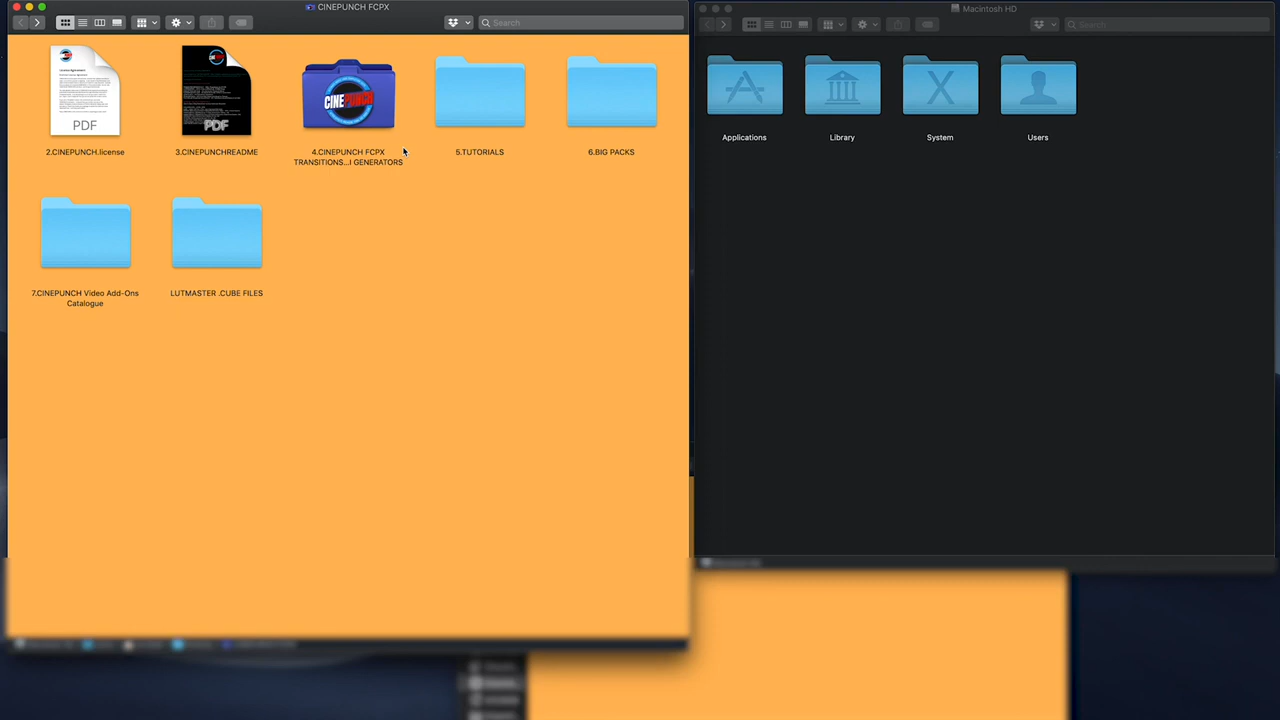 CINEPUNCH FCPX
Search
PDF
PDF
CINEPUNCH
2.CINEPUNCH.license
3.CINEPUNCHREADME
4.CINEPUNCH FCPX
TRANSITIONS...I GENERATORS
5.TUTORIALS
6.BIG PACKS
7.CINEPUNCH Video Add-Ons
Catalogue
LUTMASTER .CUBE FILES
Macintosh HD
Search
Applications
Library
System
Users